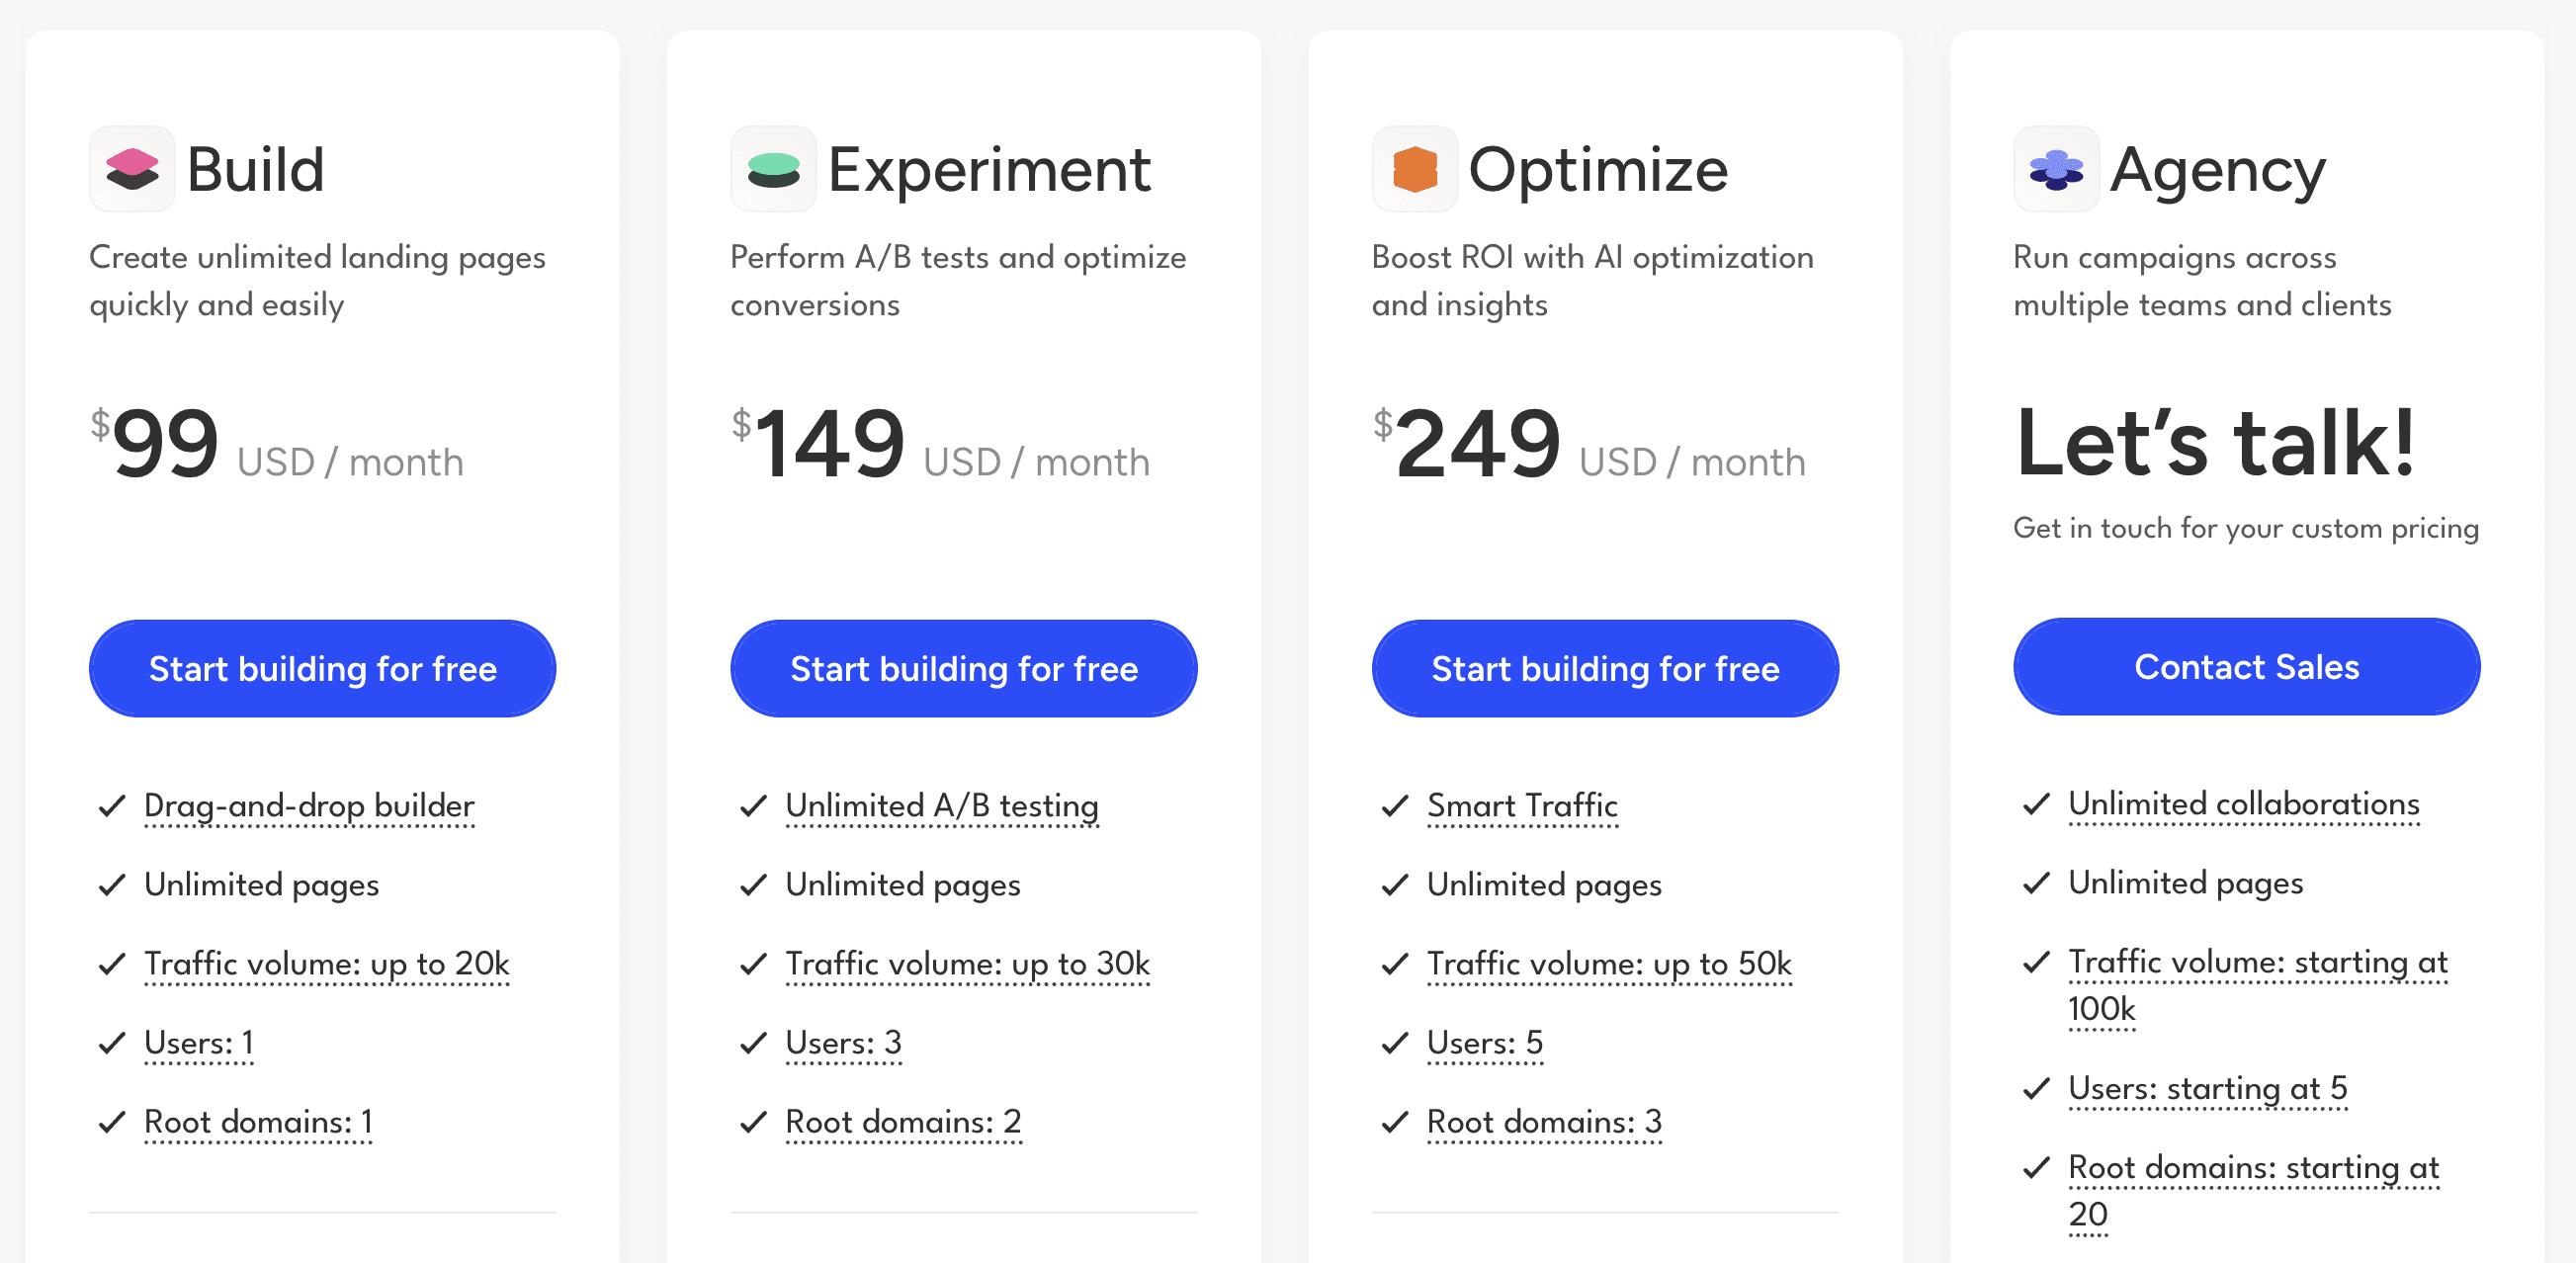 Build
Create unlimited landing pages
quickly and easily
$99 USD / month
Start building for free
Drag-and-drop builder
Unlimited pages
Traffic volume: up to 20k
Users: 1
Root domains: 1
Experiment
Perform A/B tests and optimize
conversions
$149 USD / month
Start building for free
Unlimited A/B testing
Unlimited pages
Traffic volume: up to 30k
Users: 3
Root domains: 2
Optimize
Boost ROI with AI optimization
and insights
$249 USD / month
Start building for free
Smart Traffic
Unlimited pages
Traffic volume: up to 50k
Users: 5
Root domains: 3
Agency
Run campaigns across
multiple teams and clients
Let’s talk!
Get in touch for your custom pricing
Contact Sales
Unlimited collaborations
Unlimited pages
Traffic volume: starting at
100k
Users: starting at 5
Root domains: starting at
20